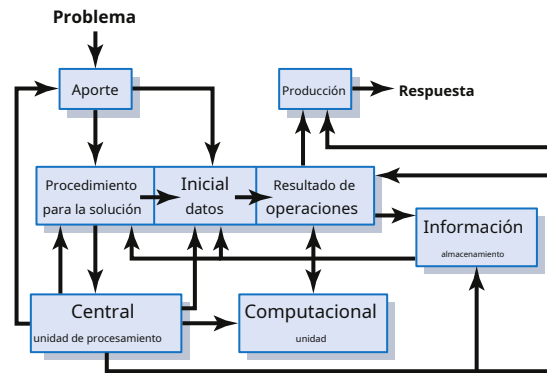 Problema
Aporte
Producción
Respuesta
Procedimiento
para la solución
Inicial
datos
Resultado de
operaciones
Información
almacenamiento
Central
unidad de procesamiento
Computacional
unidad